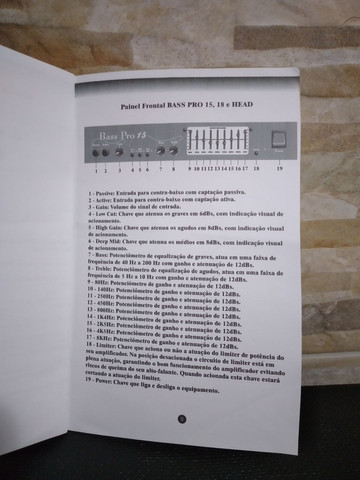 Painel Frontal BASS PRO 15, 18 e HEAD
Bass Pro 15
1 2 3 4 5 6 7 8 9 10 11 12 13 14 15 16 17 18 19
1 - Passive: Entrada para contra-baixo com captação passiva.
2 - Active: Entrada para contra-baixo com captação ativa.
3 - Gain: Volume do sinal de entrada.
4 - Low Cut: Chave que atenua os graves em 8dBs, com indicação visual de
acionamento.
5 - High Gain: Chave que atenua os agudos em 8dBs, com indicação visual
de acionamento.
6 - Deep Mid: Chave que atenua os médios em 8dBs, com indicação visual de
acionamento.
7 - Bass: Potenciômetro de equalização de graves, atua em uma faixa de
frequência de 40 Hz a 200 Hz com ganho e atenuação de 12dBs.
8 - Treble: Potenciômetro de equalização de agudos, atua em uma faixa de
frequência de 5 a 10 Hz com ganho e atenuação de 12dBs.
9 - 80Hz: Potenciômetro de ganho e atenuação de 12dBs.
10 - 140Hz: Potenciômetro de ganho e atenuação de 12dBs.
11 - 250Hz: Potenciômetro de ganho e atenuação de 12dBs.
12 - 450Hz: Potenciômetro de ganho e atenuação de 12dBs.
13 - 800Hz: Potenciômetro de ganho e atenuação de 12dBs.
14 - 1K4Hz: Potenciômetro de ganho e atenuação de 12dBs.
15 - 2K5Hz: Potenciômetro de ganho e atenuação de 12dBs.
16 - 4K5Hz: Potenciômetro de ganho e atenuação de 12dBs.
17 - 8KHz: Potenciômetro de ganho e atenuação de 12dBs.
18 - Limiter: Chave que aciona ou não a atuação do limiter de potência do
seu amplificador. Na posição desacionada o circuito de limiter está em
plena atuação, garantindo o bom funcionamento do amplificador evitando
riscos de queima do seu alto-falante. Quando acionada esta chave estará
cortando a atuação do limiter.
19 - Power: Chave que liga e desliga o equipamento.